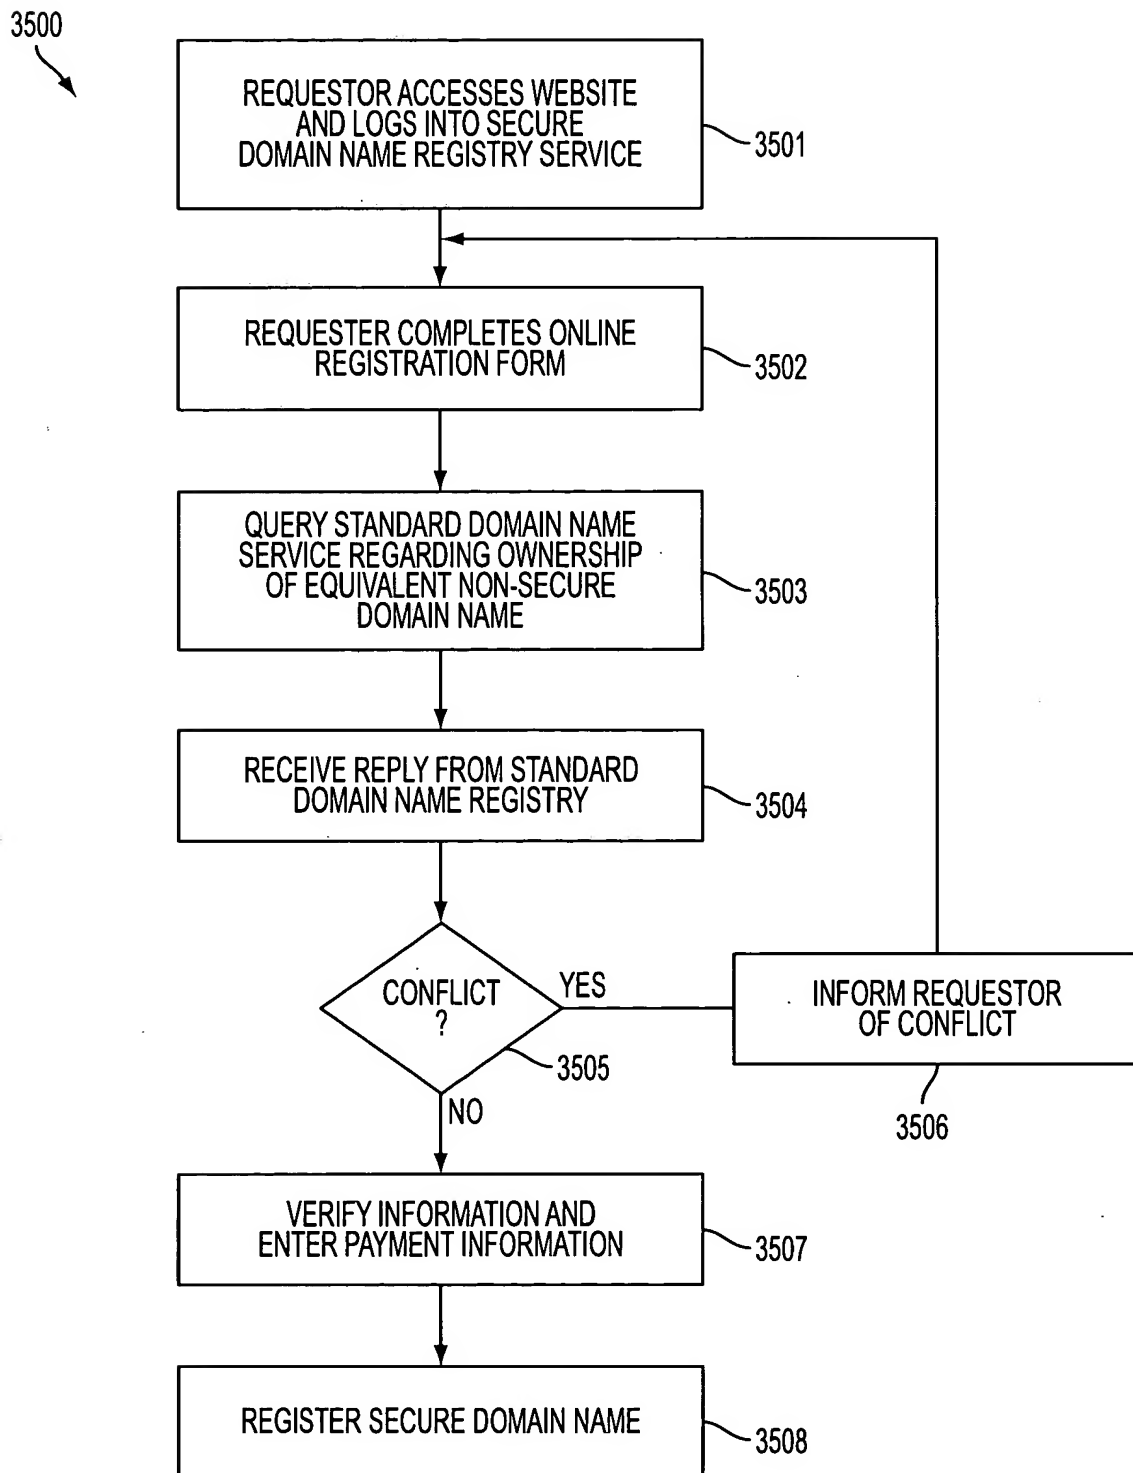 3500
REQUESTOR ACCESSES WEBSITE
AND LOGS INTO SECURE
DOMAIN NAME REGISTRY SERVICE
3501
REQUESTER COMPLETES ONLINE
REGISTRATION FORM
3502
QUERY STANDARD DOMAIN NAME
SERVICE REGARDING OWNERSHIP
OF EQUIVALENT NON-SECURE
DOMAIN NAME
3503
RECEIVE REPLY FROM STANDARD
DOMAIN NAME REGISTRY
3504
CONFLICT
?
YES
3505
INFORM REQUESTOR
OF CONFLICT
3506
NO
VERIFY INFORMATION AND
ENTER PAYMENT INFORMATION
3507
REGISTER SECURE DOMAIN NAME
3508